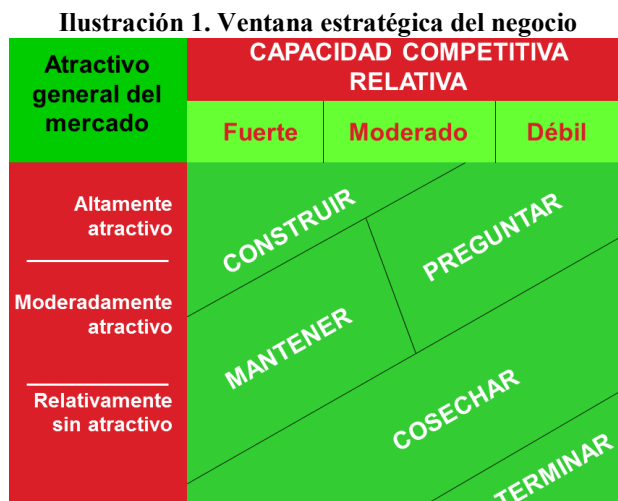 Ilustración 1. Ventana estratégica del negocio
Atractivo
general del
mercado
CAPACIDAD COMPETITIVA
RELATIVA
Fuerte
Moderado
Débil
Altamente
atractivo
Moderadamente
atractivo
Relativamente
sin atractivo
CONSTRUIR
PREGUNTAR
MANTENER
COSECHAR
TERMINAR